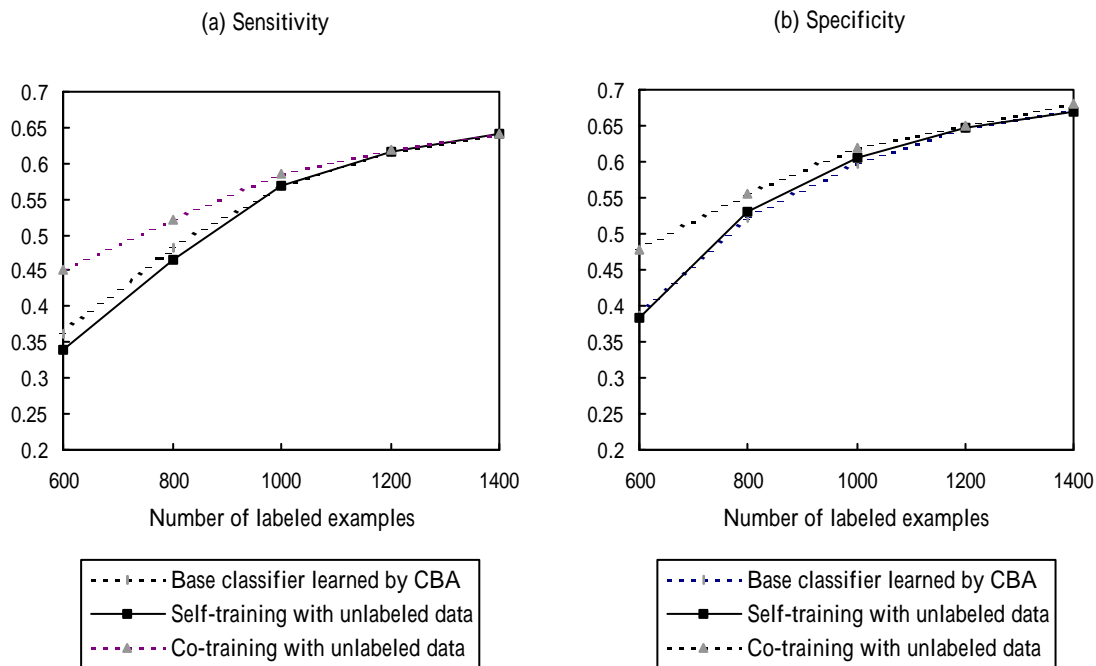 (a) Sensitivity
0.7
0.65
0.6
0.55
0.5
0.45
0.4
0.35
0.3
0.25
0.2
600 800 1000 1200 1400
Number of labeled examples
Base classifier learned by CBA
Self-training with unlabeled data
Co-training with unlabeled data
(b) Specificity
0.7
0.65
0.6
0.55
0.5
0.45
0.4
0.35
0.3
0.25
0.2
600 800 1000 1200 1400
Number of labeled examples
Base classifier learned by CBA
Self-training with unlabeled data
Co-training with unlabeled data